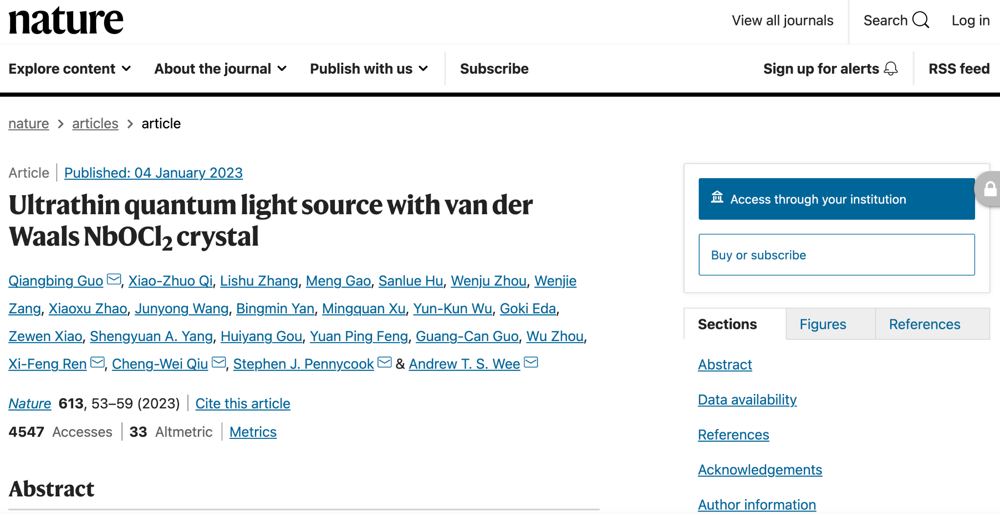 nature
View all journals
Search
Log in
Explore content
About the journal
Publish with us
Subscribe
Sign up for alerts
RSS feed
nature > articles > article
Article | Published: 04 January 2023
Ultrathin quantum light source with van der
Waals NbOCl₂ crystal
Qiangbing Guo, Xiao-Zhuo Qi, Lishu Zhang, Meng Gao, Sanlue Hu, Wenju Zhou, Wenjie
Zang, Xiaoxu Zhao, Junyong Wang, Bingmin Yan, Mingquan Xu, Yun-Kun Wu, Goki Eda,
Zewen Xiao, Shengyuan A. Yang, Huiyang Gou, Yuan Ping Feng, Guang-Can Guo, Wu Zhou,
Xi-Feng Ren, Cheng-Wei Qiu, Stephen J. Pennycook & Andrew T. S. Wee
Nature 613, 53–59 (2023) | Cite this article
4547 Accesses | 33 Altmetric | Metrics
Abstract
Access through your institution
Buy or subscribe
Sections
Figures
References
Abstract
Data availability
References
Acknowledgements
Author information